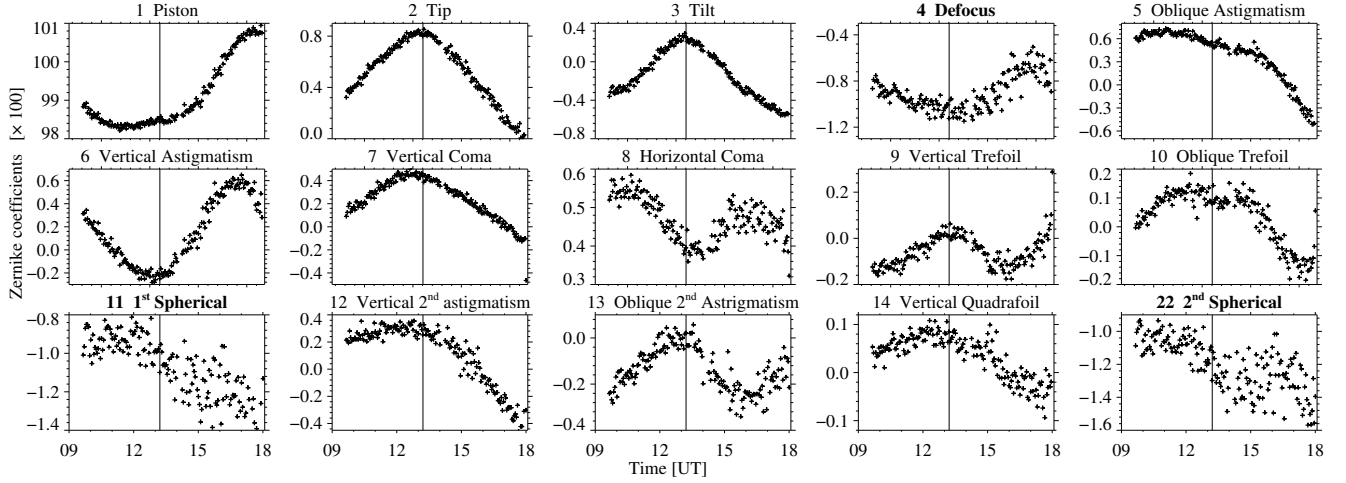 1 Piston
2 Tip
3 Tilt
4 Defocus
5 Oblique Astigmatism
101
100
99
98
0.8
0.4
0.0
0.4
0.0
−0.4
−0.8
−0.4
−0.8
−1.2
0.6
0.3
0.0
−0.3
−0.6
Zernike coefficients [× 100]
6 Vertical Astigmatism
7 Vertical Coma
8 Horizontal Coma
9 Vertical Trefoil
10 Oblique Trefoil
0.6
0.4
0.2
0.0
−0.2
0.4
0.2
0.0
−0.2
−0.4
0.6
0.5
0.4
0.3
0.2
0.0
−0.2
0.2
0.1
0.0
−0.1
−0.2
11 1st Spherical
12 Vertical 2nd astigmatism
13 Oblique 2nd Astrigmatism
14 Vertical Quadrafoil
22 2nd Spherical
−0.8
−1.0
−1.2
−1.4
0.4
0.2
0.0
−0.2
−0.4
0.0
−0.2
−0.4
0.1
0.0
−0.1
−1.0
−1.2
−1.4
−1.6
09 12 15 18
09 12 15 18
09 12 15 18
09 12 15 18
09 12 15 18
Time [UT]